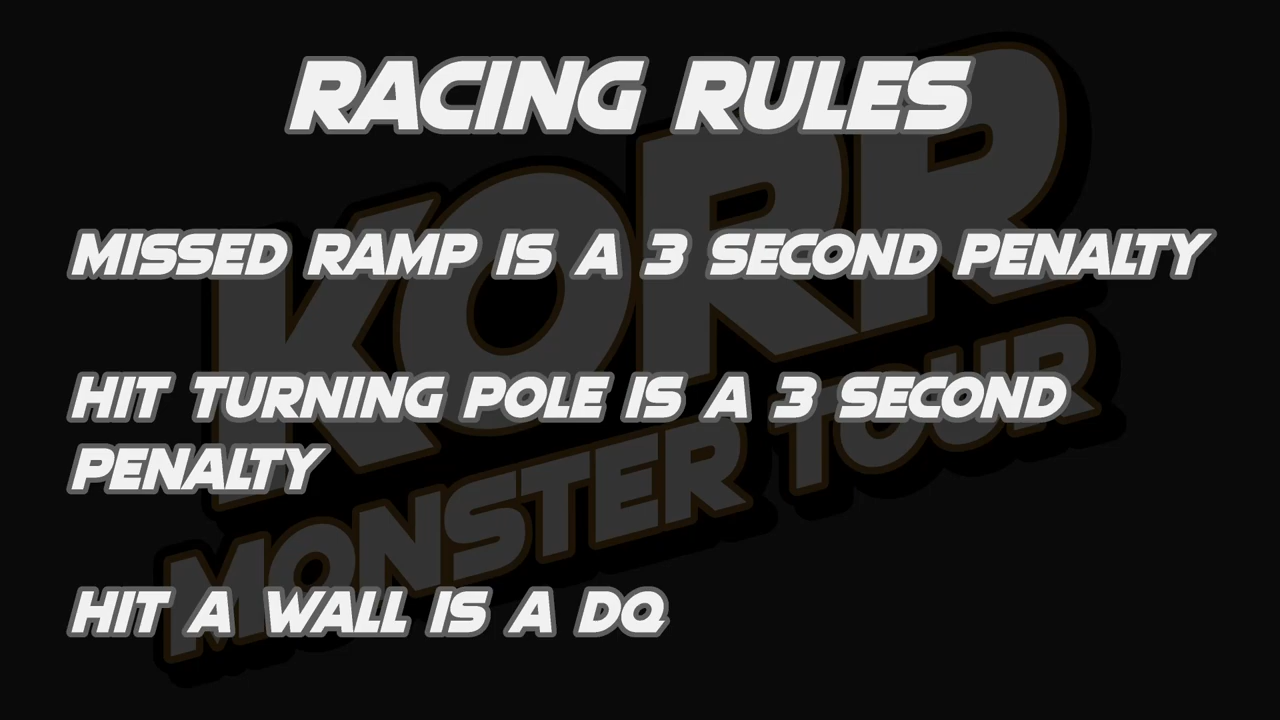 RACING RULES
KORR
MONSTER TOUR
MISSED RAMP IS A 3 SECOND PENALTY
HIT TURNING POLE IS A 3 SECOND
PENALTY
HIT A WALL IS A DQ